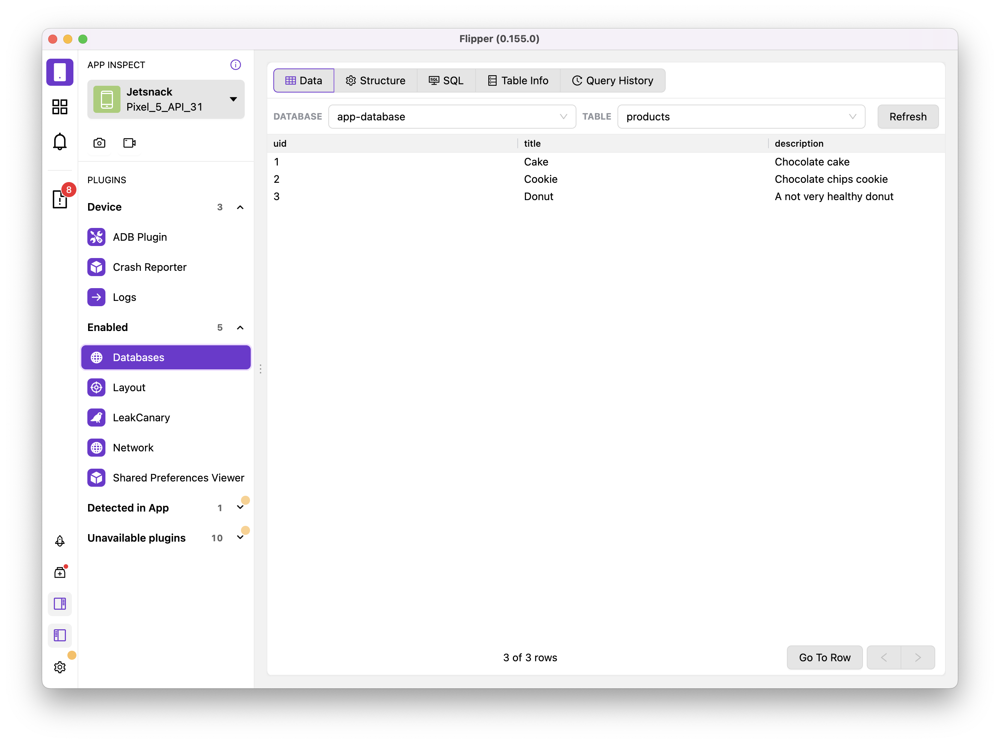 Flipper (0.155.0)
APP INSPECT
Jetsnack
Pixel_5_API_31
8
PLUGINS
Device 3
ADB Plugin
Crash Reporter
Logs
Enabled 5
Databases
Layout
LeakCanary
Network
Shared Preferences Viewer
Detected in App 1
Unavailable plugins 10
Data Structure SQL Table Info Query History
DATABASE app-database TABLE products Refresh
uid title description
1 Cake Chocolate cake
2 Cookie Chocolate chips cookie
3 Donut A not very healthy donut
3 of 3 rows Go To Row < >